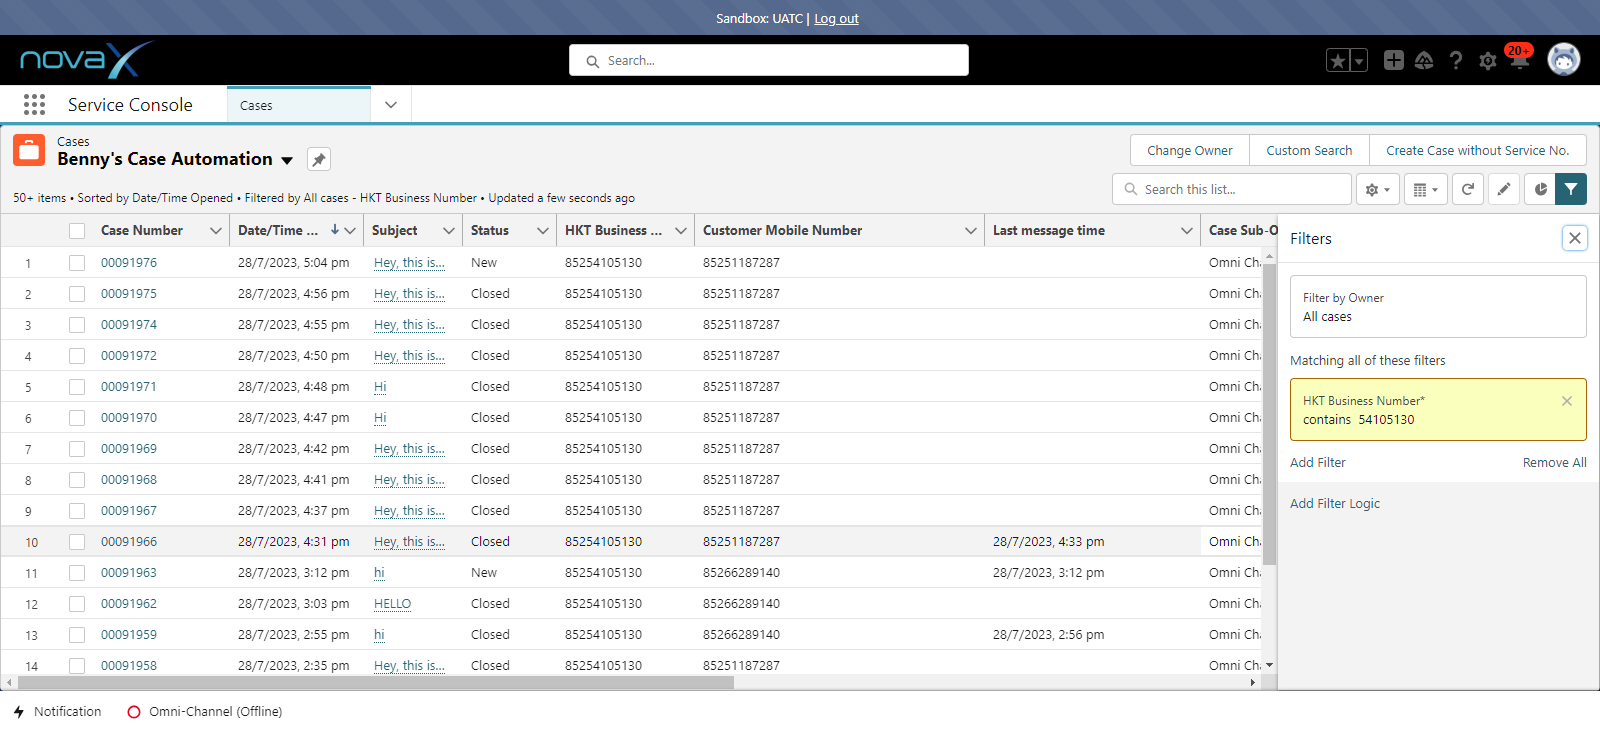 Sandbox: UATC | Log out
novaX
Search...
20+
Service Console
Cases
Cases
Benny's Case Automation
Change Owner
Custom Search
Create Case without Service No.
50+ items • Sorted by Date/Time Opened • Filtered by All cases - HKT Business Number • Updated a few seconds ago
Search this list...
Case Number Date/Time ... Subject Status HKT Business ... Customer Mobile Number Last message time Case Sub-O
1 00091976 28/7/2023, 5:04 pm Hey, this is... New 85254105130 85251187287 Omni Cha
2 00091975 28/7/2023, 4:56 pm Hey, this is... Closed 85254105130 85251187287 Omni Cha
3 00091974 28/7/2023, 4:55 pm Hey, this is... Closed 85254105130 85251187287 Omni Cha
4 00091972 28/7/2023, 4:50 pm Hey, this is... Closed 85254105130 85251187287 Omni Cha
5 00091971 28/7/2023, 4:48 pm Hi Closed 85254105130 85251187287 Omni Cha
6 00091970 28/7/2023, 4:47 pm Hi Closed 85254105130 85251187287 Omni Cha
7 00091969 28/7/2023, 4:42 pm Hey, this is... Closed 85254105130 85251187287 Omni Cha
8 00091968 28/7/2023, 4:41 pm Hey, this is... Closed 85254105130 85251187287 Omni Cha
9 00091967 28/7/2023, 4:37 pm Hey, this is... Closed 85254105130 85251187287 Omni Cha
10 00091966 28/7/2023, 4:31 pm Hey, this is... Closed 85254105130 85251187287 28/7/2023, 4:33 pm Omni Cha
11 00091963 28/7/2023, 3:12 pm hi New 85254105130 85266289140 28/7/2023, 3:12 pm Omni Cha
12 00091962 28/7/2023, 3:03 pm HELLO Closed 85254105130 85266289140 Omni Cha
13 00091959 28/7/2023, 2:55 pm hi Closed 85254105130 85266289140 28/7/2023, 2:56 pm Omni Cha
14 00091958 28/7/2023, 2:35 pm Hey, this is... Closed 85254105130 85251187287 Omni Cha
Filters
Filter by Owner
All cases
Matching all of these filters
HKT Business Number*
contains 54105130
Add Filter
Remove All
Add Filter Logic
Notification
Omni-Channel (Offline)